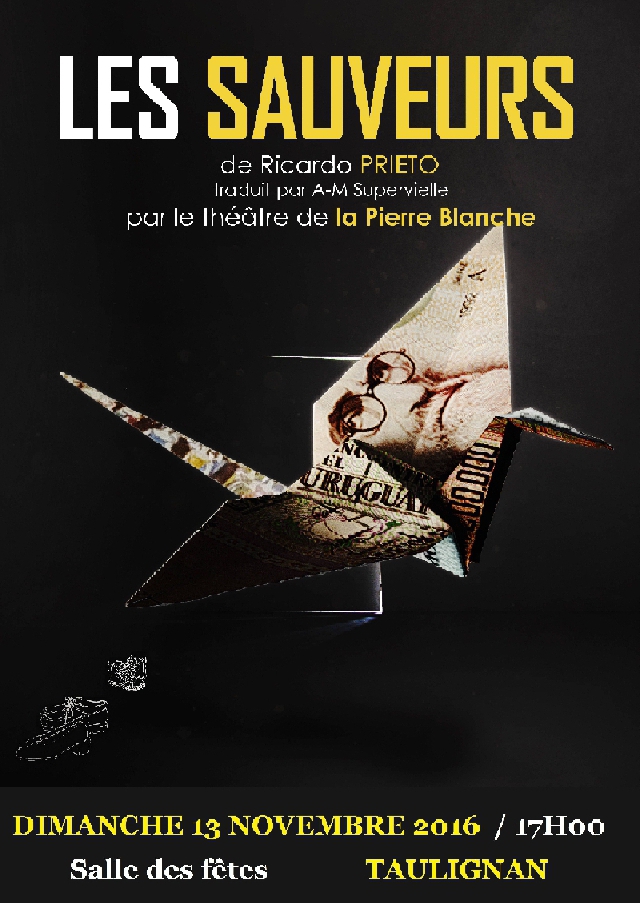 LES SAUVEURS
de Ricardo PRIETO
traduit par A-M Supervielle
par le théâtre de la Pierre Blanche
URUGUAY
DIMANCHE 13 NOVEMBRE 2016 / 17H00
Salle des fêtes TAULIGNAN